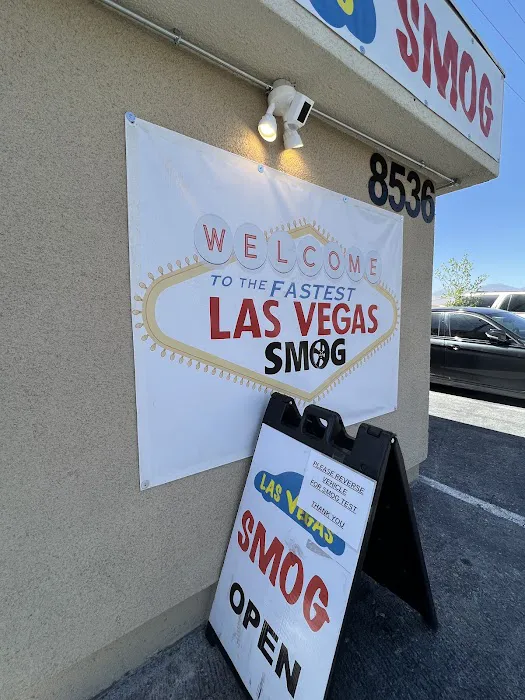 SMOG
8536
WELCOME
TO THE FASTEST
LAS VEGAS
SMOG
PLEASE REVERSE
VEHICLE
FOR SMOG TEST
THANK YOU
LAS VEGAS
SMOG
OPEN